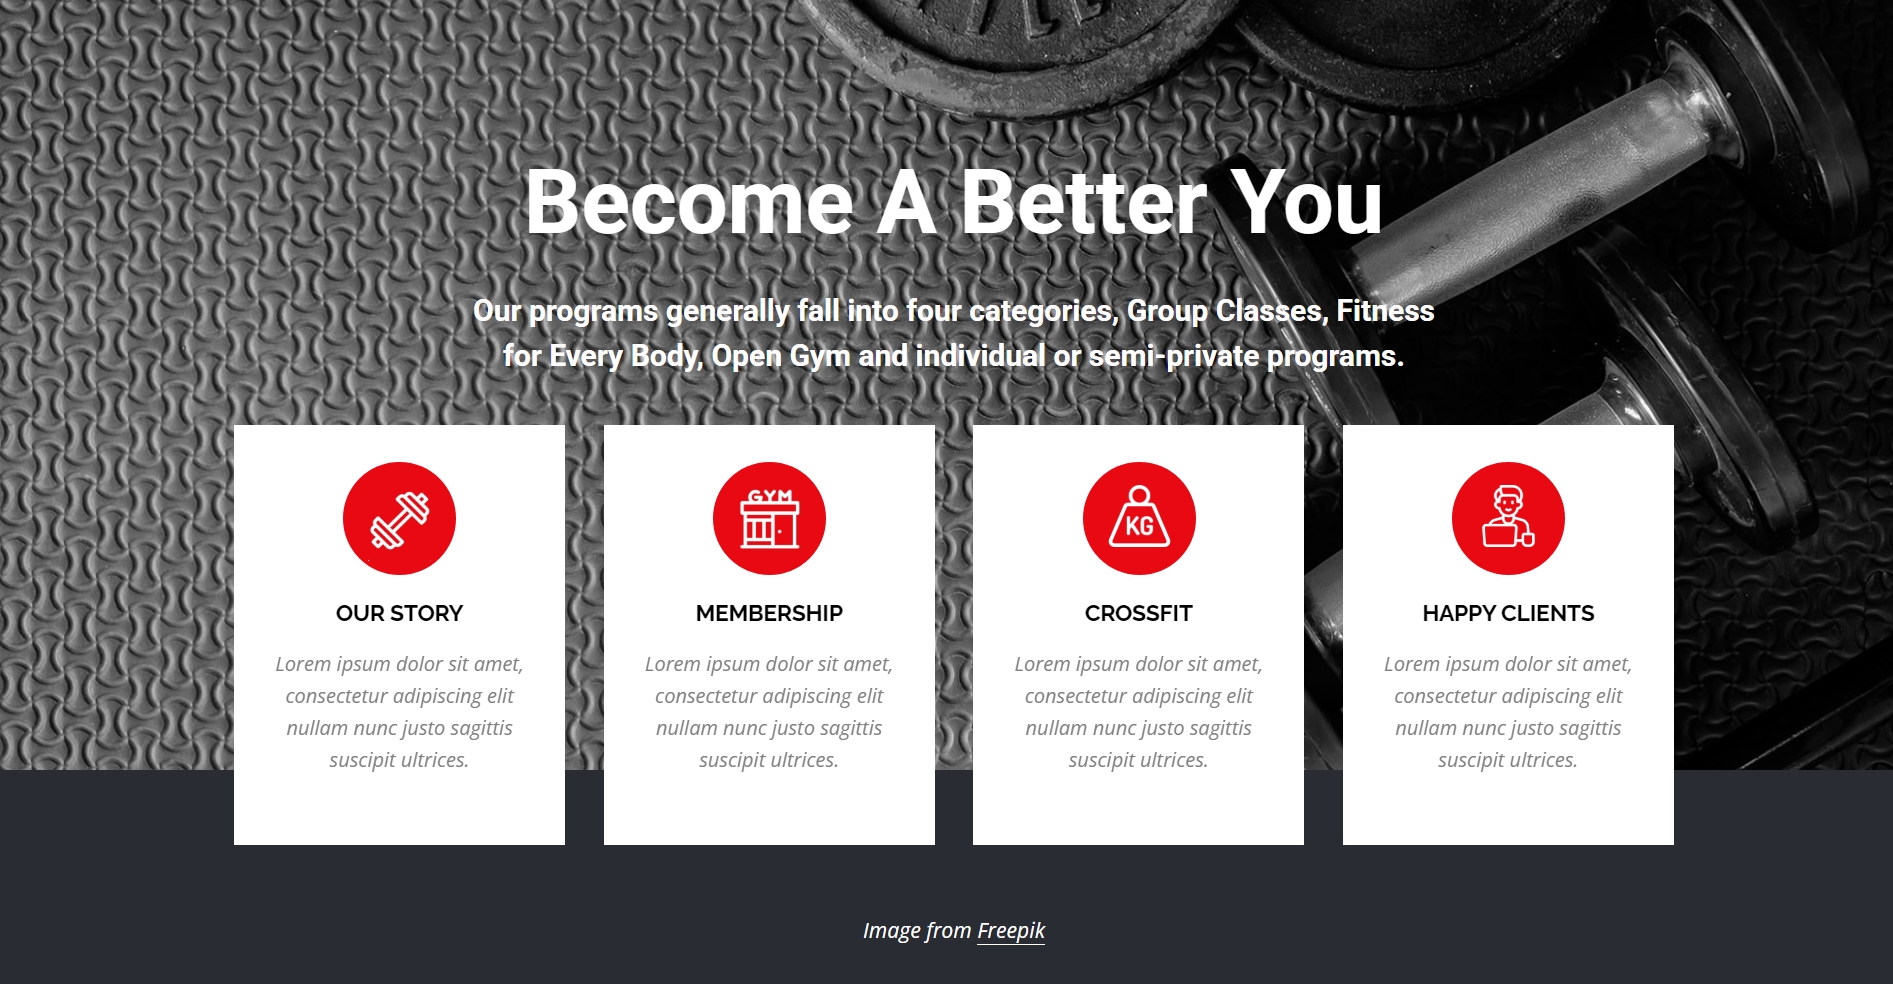 Become A Better You
Our programs generally fall into four categories, Group Classes, Fitness
for Every Body, Open Gym and individual or semi-private programs.
OUR STORY
Lorem ipsum dolor sit amet,
consectetur adipiscing elit
nullam nunc justo sagittis
suscipit ultrices.
GYM
MEMBERSHIP
Lorem ipsum dolor sit amet,
consectetur adipiscing elit
nullam nunc justo sagittis
suscipit ultrices.
KG
CROSSFIT
Lorem ipsum dolor sit amet,
consectetur adipiscing elit
nullam nunc justo sagittis
suscipit ultrices.
HAPPY CLIENTS
Lorem ipsum dolor sit amet,
consectetur adipiscing elit
nullam nunc justo sagittis
suscipit ultrices.
Image from Freepik